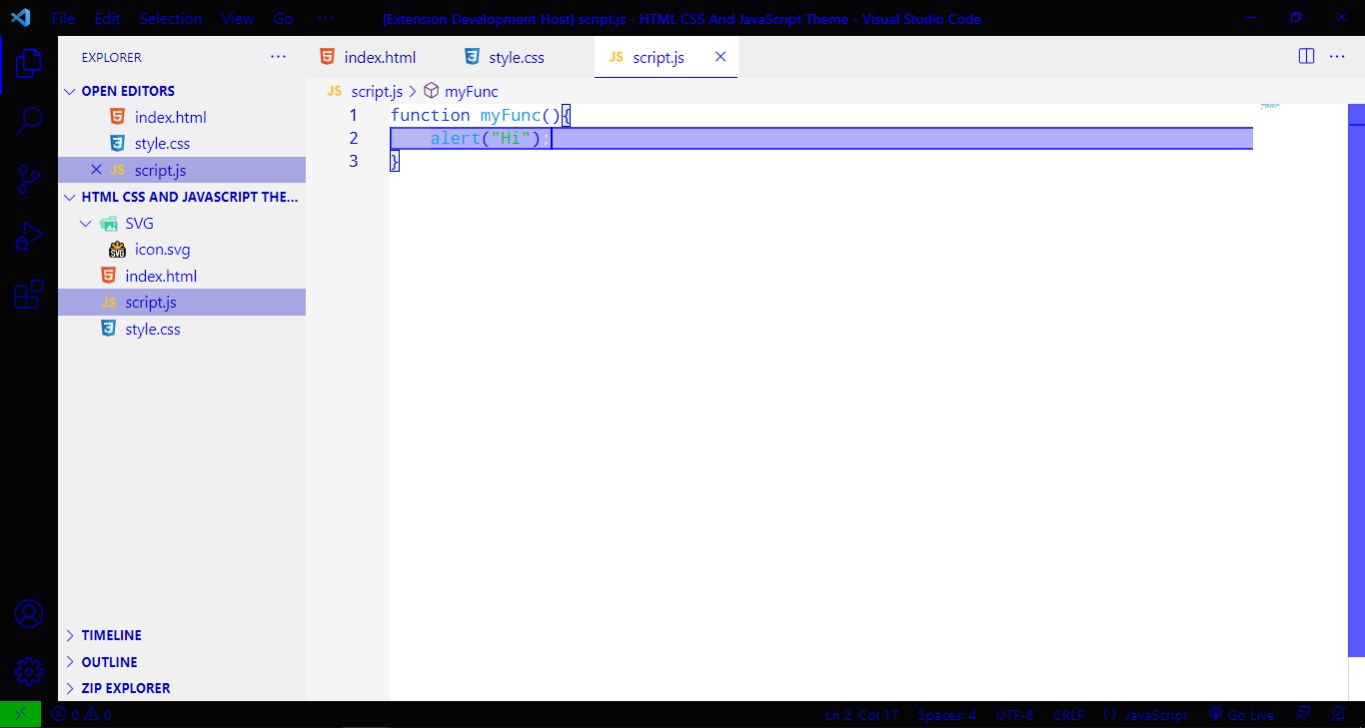 File Edit Selection View Go ··· [Extension Development Host] script.js - HTML CSS And JavaScript Theme - Visual Studio Code
EXPLORER ···
index.html style.css JS script.js ···
OPEN EDITORS
index.html
style.css
JS script.js
HTML CSS AND JAVASCRIPT THE...
SVG
SVG icon.svg
index.html
JS script.js
style.css
TIMELINE
OUTLINE
ZIP EXPLORER
JS script.js > myFunc
1 function myFunc(){
2 alert("Hi");
3 }
0 0 Ln 2, Col 17 Spaces: 4 UTF-8 CRLF JavaScript Go Live